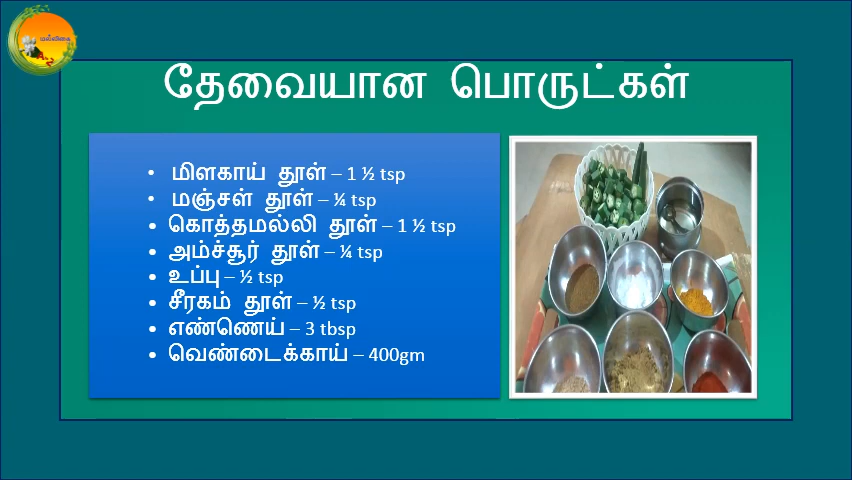 மல்லிகை
தேவையான பொருட்கள்
• மிளகாய் தூள் – 1 ½ tsp
• மஞ்சள் தூள் – ¼ tsp
• கொத்தமல்லி தூள் – 1 ½ tsp
• அம்ச்சூர் தூள் – ¼ tsp
• உப்பு – ½ tsp
• சீரகம் தூள் – ½ tsp
• எண்ணெய் – 3 tbsp
• வெண்டைக்காய் – 400gm